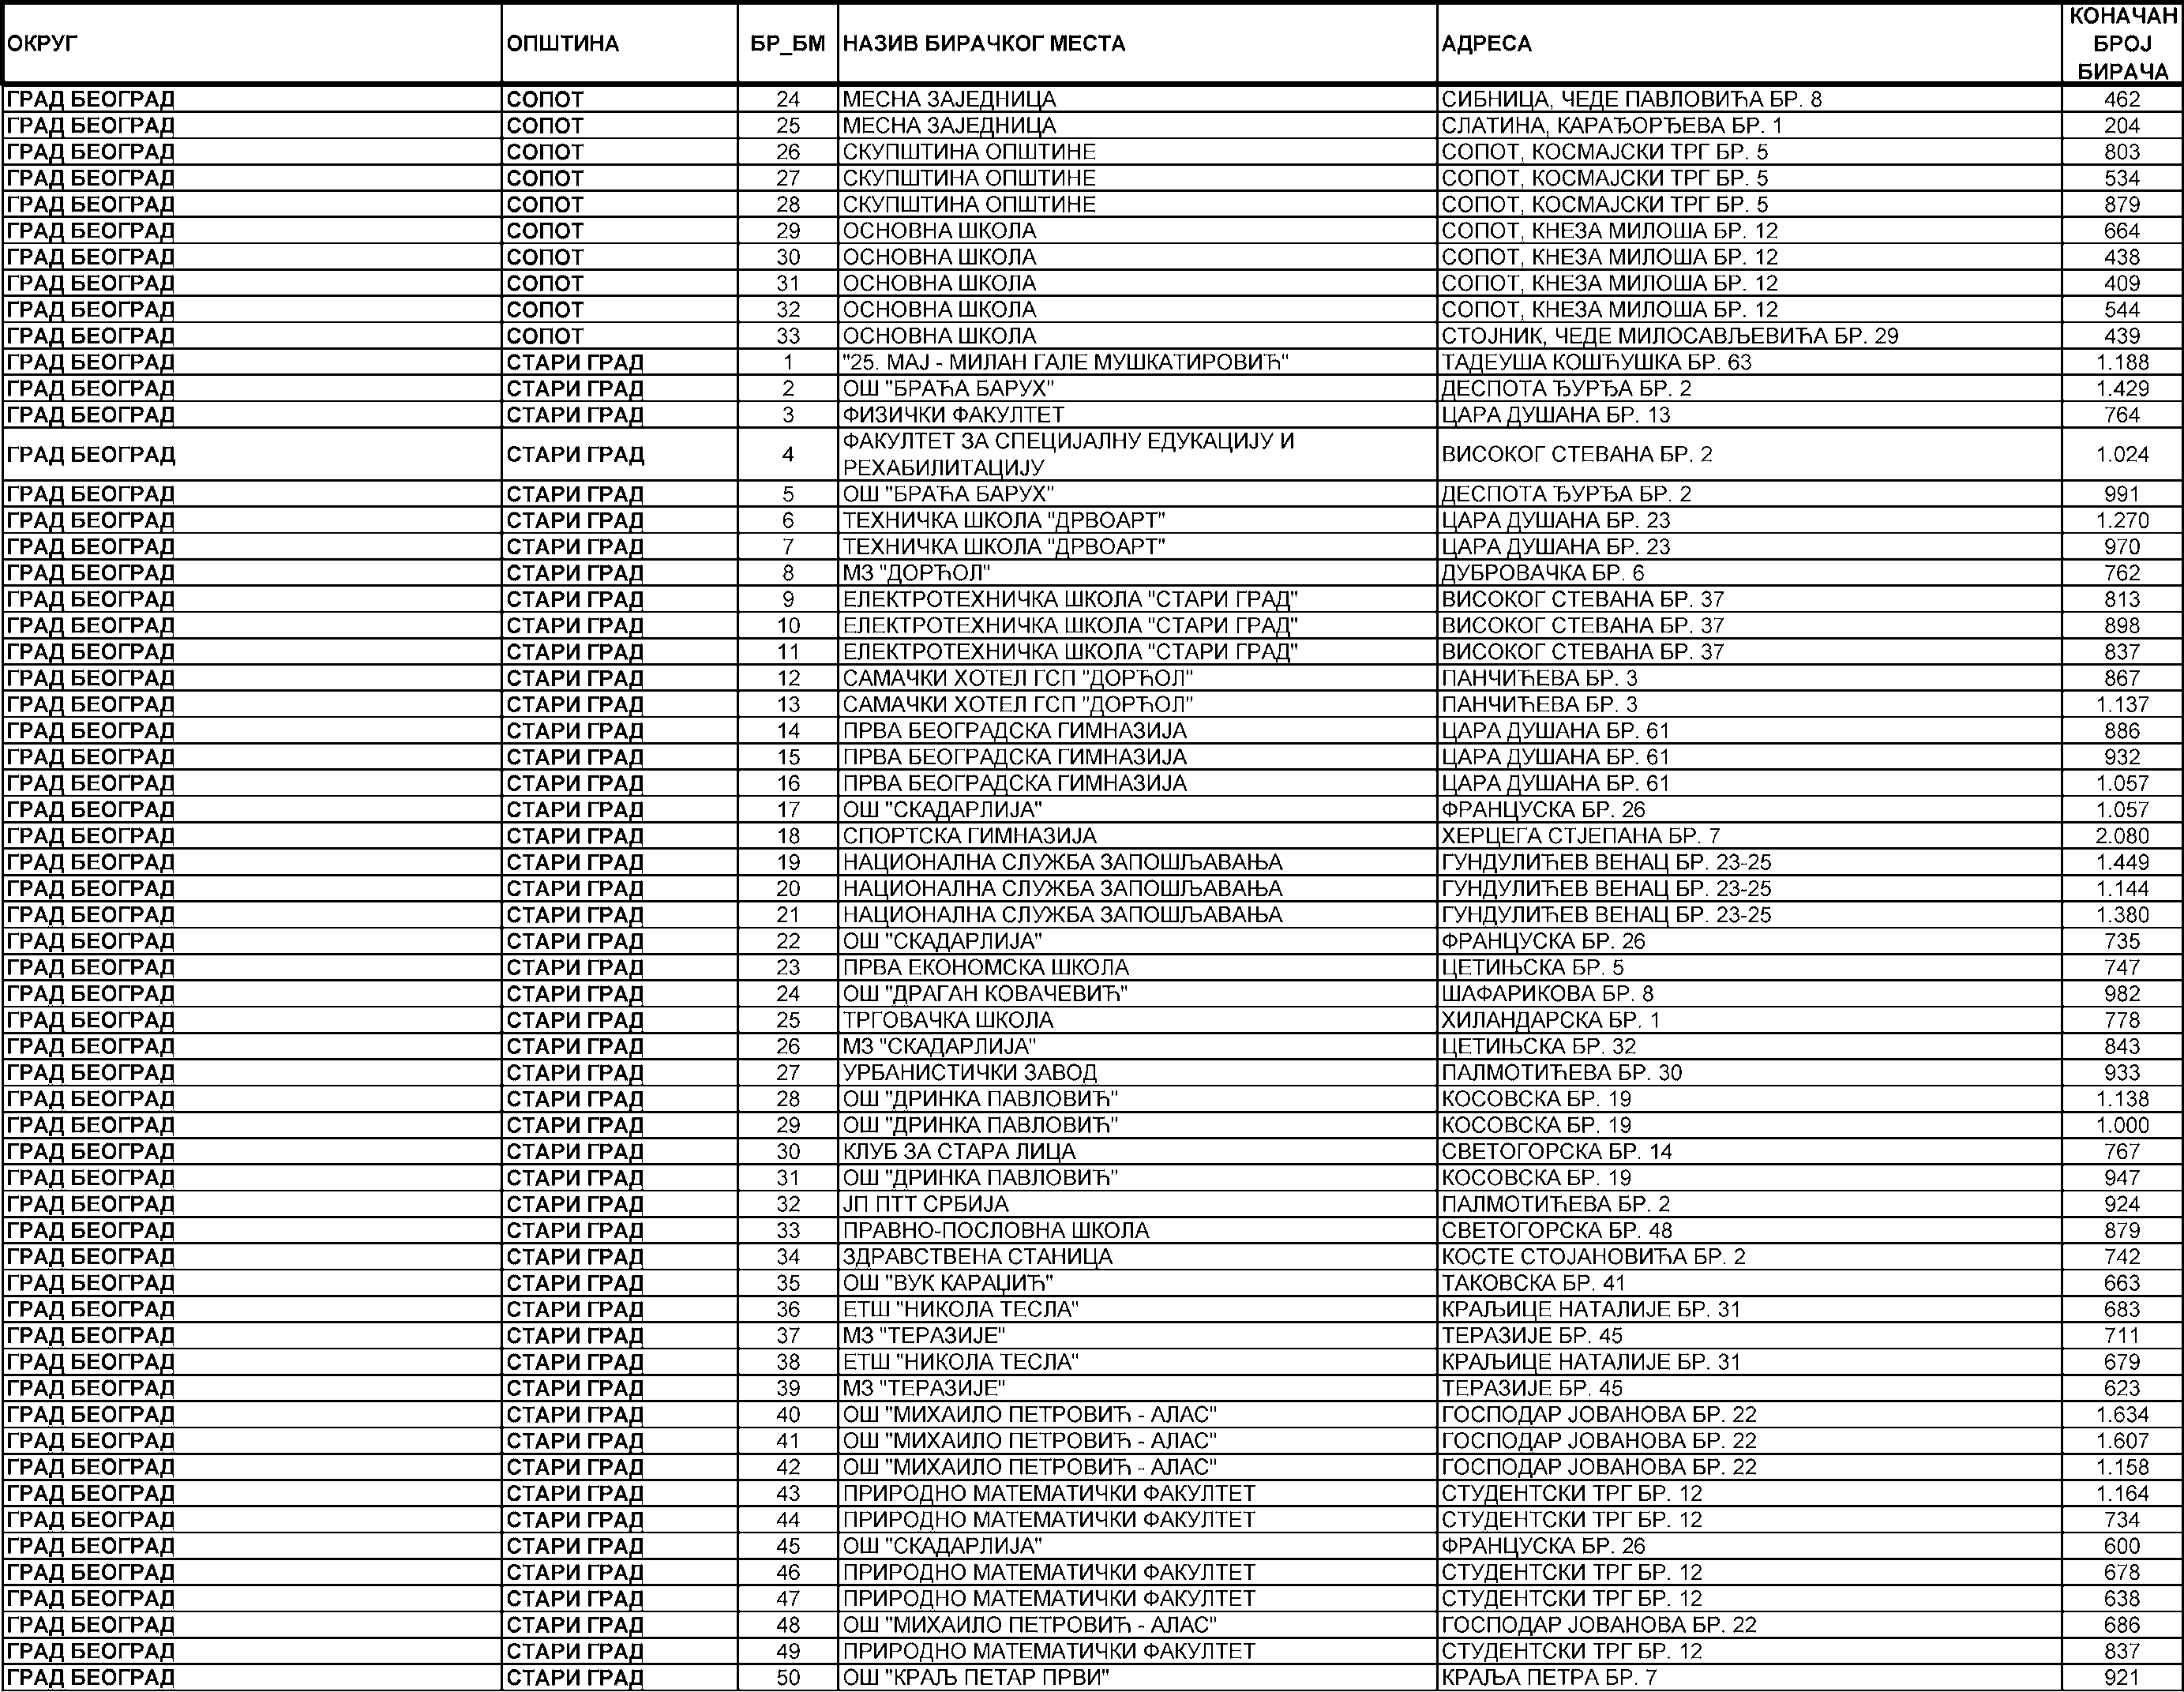 ОКРУГ ОПШТИНА БР_БМ НАЗИВ БИРАЧКОГ МЕСТА АДРЕСА КОНАЧАН БРОЈ БИРАЧА
ГРАД БЕОГРАД СОПОТ 24 МЕСНА ЗАЈЕДНИЦА СИБНИЦА, ЧЕДЕ ПАВЛОВИЋА БР. 8 462
ГРАД БЕОГРАД СОПОТ 25 МЕСНА ЗАЈЕДНИЦА СЛАТИНА, КАРАЂОРЂЕВА БР. 1 204
ГРАД БЕОГРАД СОПОТ 26 СКУПШТИНА ОПШТИНЕ СОПОТ, КОСМАЈСКИ ТРГ БР. 5 803
ГРАД БЕОГРАД СОПОТ 27 СКУПШТИНА ОПШТИНЕ СОПОТ, КОСМАЈСКИ ТРГ БР. 5 534
ГРАД БЕОГРАД СОПОТ 28 СКУПШТИНА ОПШТИНЕ СОПОТ, КОСМАЈСКИ ТРГ БР. 5 879
ГРАД БЕОГРАД СОПОТ 29 ОСНОВНА ШКОЛА СОПОТ, КНЕЗА МИЛОША БР. 12 664
ГРАД БЕОГРАД СОПОТ 30 ОСНОВНА ШКОЛА СОПОТ, КНЕЗА МИЛОША БР. 12 438
ГРАД БЕОГРАД СОПОТ 31 ОСНОВНА ШКОЛА СОПОТ, КНЕЗА МИЛОША БР. 12 409
ГРАД БЕОГРАД СОПОТ 32 ОСНОВНА ШКОЛА СОПОТ, КНЕЗА МИЛОША БР. 12 544
ГРАД БЕОГРАД СОПОТ 33 ОСНОВНА ШКОЛА СТОЈНИК, ЧЕДЕ МИЛОСАВЉЕВИЋА БР. 29 439
ГРАД БЕОГРАД СТАРИ ГРАД 1 "25. МАЈ - МИЛАН ГАЛЕ МУШКАТИРОВИЋ" ТАДЕУША КОШЋУШКА БР. 63 1.188
ГРАД БЕОГРАД СТАРИ ГРАД 2 ОШ "БРАЋА БАРУХ" ДЕСПОТА ЂУРЂА БР. 2 1.429
ГРАД БЕОГРАД СТАРИ ГРАД 3 ФИЗИЧКИ ФАКУЛТЕТ ЦАРА ДУШАНА БР. 13 764
ГРАД БЕОГРАД СТАРИ ГРАД 4 ФАКУЛТЕТ ЗА СПЕЦИЈАЛНУ ЕДУКАЦИЈУ И
РЕХАБИЛИТАЦИЈУ ВИСОКОГ СТЕВАНА БР. 2 1.024
ГРАД БЕОГРАД СТАРИ ГРАД 5 ОШ "БРАЋА БАРУХ" ДЕСПОТА ЂУРЂА БР. 2 991
ГРАД БЕОГРАД СТАРИ ГРАД 6 ТЕХНИЧКА ШКОЛА "ДРВОАРТ" ЦАРА ДУШАНА БР. 23 1.270
ГРАД БЕОГРАД СТАРИ ГРАД 7 ТЕХНИЧКА ШКОЛА "ДРВОАРТ" ЦАРА ДУШАНА БР. 23 970
ГРАД БЕОГРАД СТАРИ ГРАД 8 МЗ "ДОРЋОЛ" ДУБРОВАЧКА БР. 6 762
ГРАД БЕОГРАД СТАРИ ГРАД 9 ЕЛЕКТРОТЕХНИЧКА ШКОЛА "СТАРИ ГРАД" ВИСОКОГ СТЕВАНА БР. 37 813
ГРАД БЕОГРАД СТАРИ ГРАД 10 ЕЛЕКТРОТЕХНИЧКА ШКОЛА "СТАРИ ГРАД" ВИСОКОГ СТЕВАНА БР. 37 898
ГРАД БЕОГРАД СТАРИ ГРАД 11 ЕЛЕКТРОТЕХНИЧКА ШКОЛА "СТАРИ ГРАД" ВИСОКОГ СТЕВАНА БР. 37 837
ГРАД БЕОГРАД СТАРИ ГРАД 12 САМАЧКИ ХОТЕЛ ГСП "ДОРЋОЛ" ПАНЧИЋЕВА БР. 3 867
ГРАД БЕОГРАД СТАРИ ГРАД 13 САМАЧКИ ХОТЕЛ ГСП "ДОРЋОЛ" ПАНЧИЋЕВА БР. 3 1.137
ГРАД БЕОГРАД СТАРИ ГРАД 14 ПРВА БЕОГРАДСКА ГИМНАЗИЈА ЦАРА ДУШАНА БР. 61 886
ГРАД БЕОГРАД СТАРИ ГРАД 15 ПРВА БЕОГРАДСКА ГИМНАЗИЈА ЦАРА ДУШАНА БР. 61 932
ГРАД БЕОГРАД СТАРИ ГРАД 16 ПРВА БЕОГРАДСКА ГИМНАЗИЈА ЦАРА ДУШАНА БР. 61 1.057
ГРАД БЕОГРАД СТАРИ ГРАД 17 ОШ "СКАДАРЛИЈА" ФРАНЦУСКА БР. 26 1.057
ГРАД БЕОГРАД СТАРИ ГРАД 18 СПОРТСКА ГИМНАЗИЈА ХЕРЦЕГА СТЈЕПАНА БР. 7 2.080
ГРАД БЕОГРАД СТАРИ ГРАД 19 НАЦИОНАЛНА СЛУЖБА ЗАПОШЉАВАЊА ГУНДУЛИЋЕВ ВЕНАЦ БР. 23-25 1.449
ГРАД БЕОГРАД СТАРИ ГРАД 20 НАЦИОНАЛНА СЛУЖБА ЗАПОШЉАВАЊА ГУНДУЛИЋЕВ ВЕНАЦ БР. 23-25 1.144
ГРАД БЕОГРАД СТАРИ ГРАД 21 НАЦИОНАЛНА СЛУЖБА ЗАПОШЉАВАЊА ГУНДУЛИЋЕВ ВЕНАЦ БР. 23-25 1.380
ГРАД БЕОГРАД СТАРИ ГРАД 22 ОШ "СКАДАРЛИЈА" ФРАНЦУСКА БР. 26 735
ГРАД БЕОГРАД СТАРИ ГРАД 23 ПРВА ЕКОНОМСКА ШКОЛА ЦЕТИЊСКА БР. 5 747
ГРАД БЕОГРАД СТАРИ ГРАД 24 ОШ "ДРАГАН КОВАЧЕВИЋ" ШАФАРИКОВА БР. 8 982
ГРАД БЕОГРАД СТАРИ ГРАД 25 ТРГОВАЧКА ШКОЛА ХИЛАНДАРСКА БР. 1 778
ГРАД БЕОГРАД СТАРИ ГРАД 26 МЗ "СКАДАРЛИЈА" ЦЕТИЊСКА БР. 32 843
ГРАД БЕОГРАД СТАРИ ГРАД 27 УРБАНИСТИЧКИ ЗАВОД ПАЛМОТИЋЕВА БР. 30 933
ГРАД БЕОГРАД СТАРИ ГРАД 28 ОШ "ДРИНКА ПАВЛОВИЋ" КОСОВСКА БР. 19 1.138
ГРАД БЕОГРАД СТАРИ ГРАД 29 ОШ "ДРИНКА ПАВЛОВИЋ" КОСОВСКА БР. 19 1.000
ГРАД БЕОГРАД СТАРИ ГРАД 30 КЛУБ ЗА СТАРА ЛИЦА СВЕТОГОРСКА БР. 14 767
ГРАД БЕОГРАД СТАРИ ГРАД 31 ОШ "ДРИНКА ПАВЛОВИЋ" КОСОВСКА БР. 19 947
ГРАД БЕОГРАД СТАРИ ГРАД 32 ЈП ПТТ СРБИЈА ПАЛМОТИЋЕВА БР. 2 924
ГРАД БЕОГРАД СТАРИ ГРАД 33 ПРАВНО-ПОСЛОВНА ШКОЛА СВЕТОГОРСКА БР. 48 879
ГРАД БЕОГРАД СТАРИ ГРАД 34 ЗДРАВСТВЕНА СТАНИЦА КОСТЕ СТОЈАНОВИЋА БР. 2 742
ГРАД БЕОГРАД СТАРИ ГРАД 35 ОШ "ВУК КАРАЏИЋ" ТАКОВСКА БР. 41 663
ГРАД БЕОГРАД СТАРИ ГРАД 36 ЕТШ "НИКОЛА ТЕСЛА" КРАЉИЦЕ НАТАЛИЈЕ БР. 31 683
ГРАД БЕОГРАД СТАРИ ГРАД 37 МЗ "ТЕРАЗИЈЕ" ТЕРАЗИЈЕ БР. 45 711
ГРАД БЕОГРАД СТАРИ ГРАД 38 ЕТШ "НИКОЛА ТЕСЛА" КРАЉИЦЕ НАТАЛИЈЕ БР. 31 679
ГРАД БЕОГРАД СТАРИ ГРАД 39 МЗ "ТЕРАЗИЈЕ" ТЕРАЗИЈЕ БР. 45 623
ГРАД БЕОГРАД СТАРИ ГРАД 40 ОШ "МИХАИЛО ПЕТРОВИЋ - АЛАС" ГОСПОДАР ЈОВАНОВА БР. 22 1.634
ГРАД БЕОГРАД СТАРИ ГРАД 41 ОШ "МИХАИЛО ПЕТРОВИЋ - АЛАС" ГОСПОДАР ЈОВАНОВА БР. 22 1.607
ГРАД БЕОГРАД СТАРИ ГРАД 42 ОШ "МИХАИЛО ПЕТРОВИЋ - АЛАС" ГОСПОДАР ЈОВАНОВА БР. 22 1.158
ГРАД БЕОГРАД СТАРИ ГРАД 43 ПРИРОДНО МАТЕМАТИЧКИ ФАКУЛТЕТ СТУДЕНТСКИ ТРГ БР. 12 1.164
ГРАД БЕОГРАД СТАРИ ГРАД 44 ПРИРОДНО МАТЕМАТИЧКИ ФАКУЛТЕТ СТУДЕНТСКИ ТРГ БР. 12 734
ГРАД БЕОГРАД СТАРИ ГРАД 45 ОШ "СКАДАРЛИЈА" ФРАНЦУСКА БР. 26 600
ГРАД БЕОГРАД СТАРИ ГРАД 46 ПРИРОДНО МАТЕМАТИЧКИ ФАКУЛТЕТ СТУДЕНТСКИ ТРГ БР. 12 678
ГРАД БЕОГРАД СТАРИ ГРАД 47 ПРИРОДНО МАТЕМАТИЧКИ ФАКУЛТЕТ СТУДЕНТСКИ ТРГ БР. 12 638
ГРАД БЕОГРАД СТАРИ ГРАД 48 ОШ "МИХАИЛО ПЕТРОВИЋ - АЛАС" ГОСПОДАР ЈОВАНОВА БР. 22 686
ГРАД БЕОГРАД СТАРИ ГРАД 49 ПРИРОДНО МАТЕМАТИЧКИ ФАКУЛТЕТ СТУДЕНТСКИ ТРГ БР. 12 837
ГРАД БЕОГРАД СТАРИ ГРАД 50 ОШ "КРАЉ ПЕТАР ПРВИ" КРАЉА ПЕТРА БР. 7 921